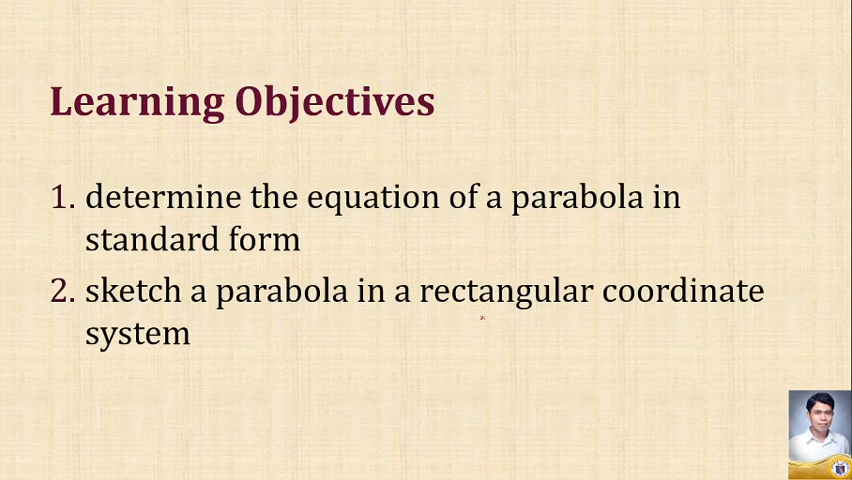 Learning Objectives
1. determine the equation of a parabola in
standard form
2. sketch a parabola in a rectangular coordinate
system